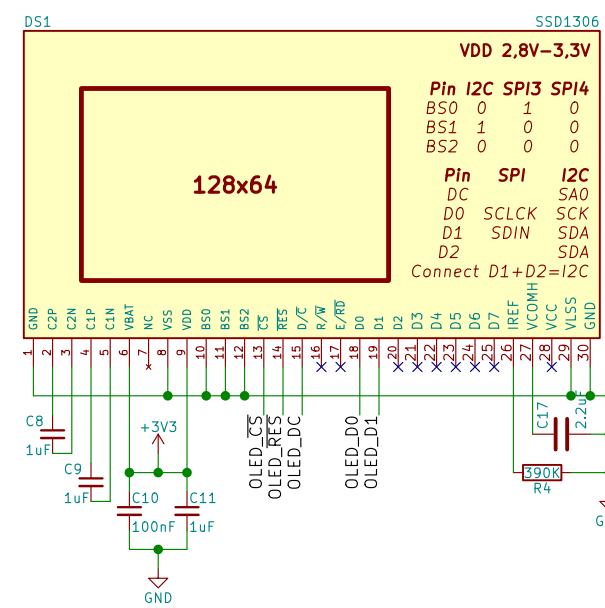 DS1 SSD1306
VDD 2,8V-3,3V
Pin I2C SPI3 SPI4
BS0 0 1 0
BS1 1 0 0
BS2 0 0 0
128x64
Pin SPI I2C
DC SA0
D0 SCLCK SCK
D1 SDIN SDA
D2 SDA
Connect D1+D2=I2C
GND C2P C2N C1P C1N VBAT NC VSS VDD BS0 BS1 BS2 CS RES D/C R/W E/RD D0 D1 D2 D3 D4 D5 D6 D7 IREF VCOMH VCC VLSS GND
1 2 3 4 5 6 7 8 9 10 11 12 13 14 15 16 17 18 19 20 21 22 23 24 25 26 27 28 29 30
C8
1uF
C9
1uF
+3V3
C10
100nF
C11
1uF
GND
OLED_CS
OLED_RES
OLED_DC
OLED_D0
OLED_D1
C17
2.2uF
390K
R4
G